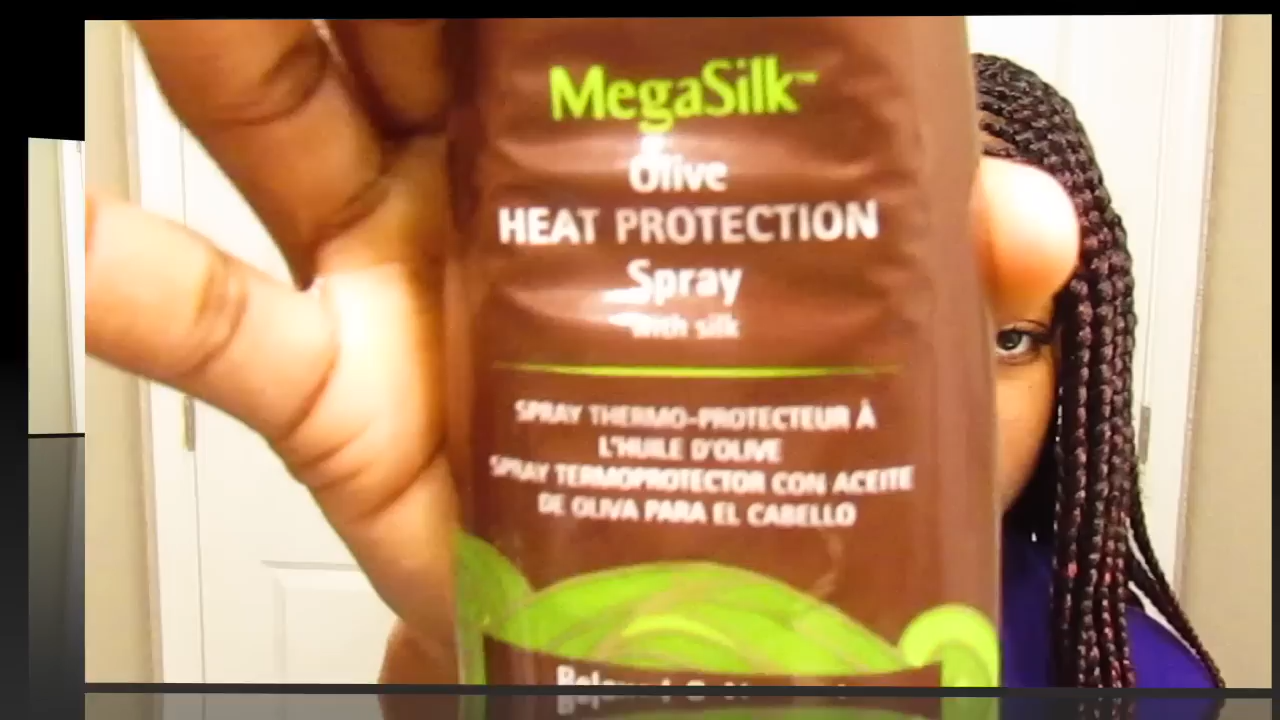 MegaSilk™
Olive
HEAT PROTECTION
Spray
with silk
SPRAY THERMO-PROTECTEUR À
L'HUILE D'OLIVE
SPRAY TERMOPROTECTOR CON ACEITE
DE OLIVA PARA EL CABELLO